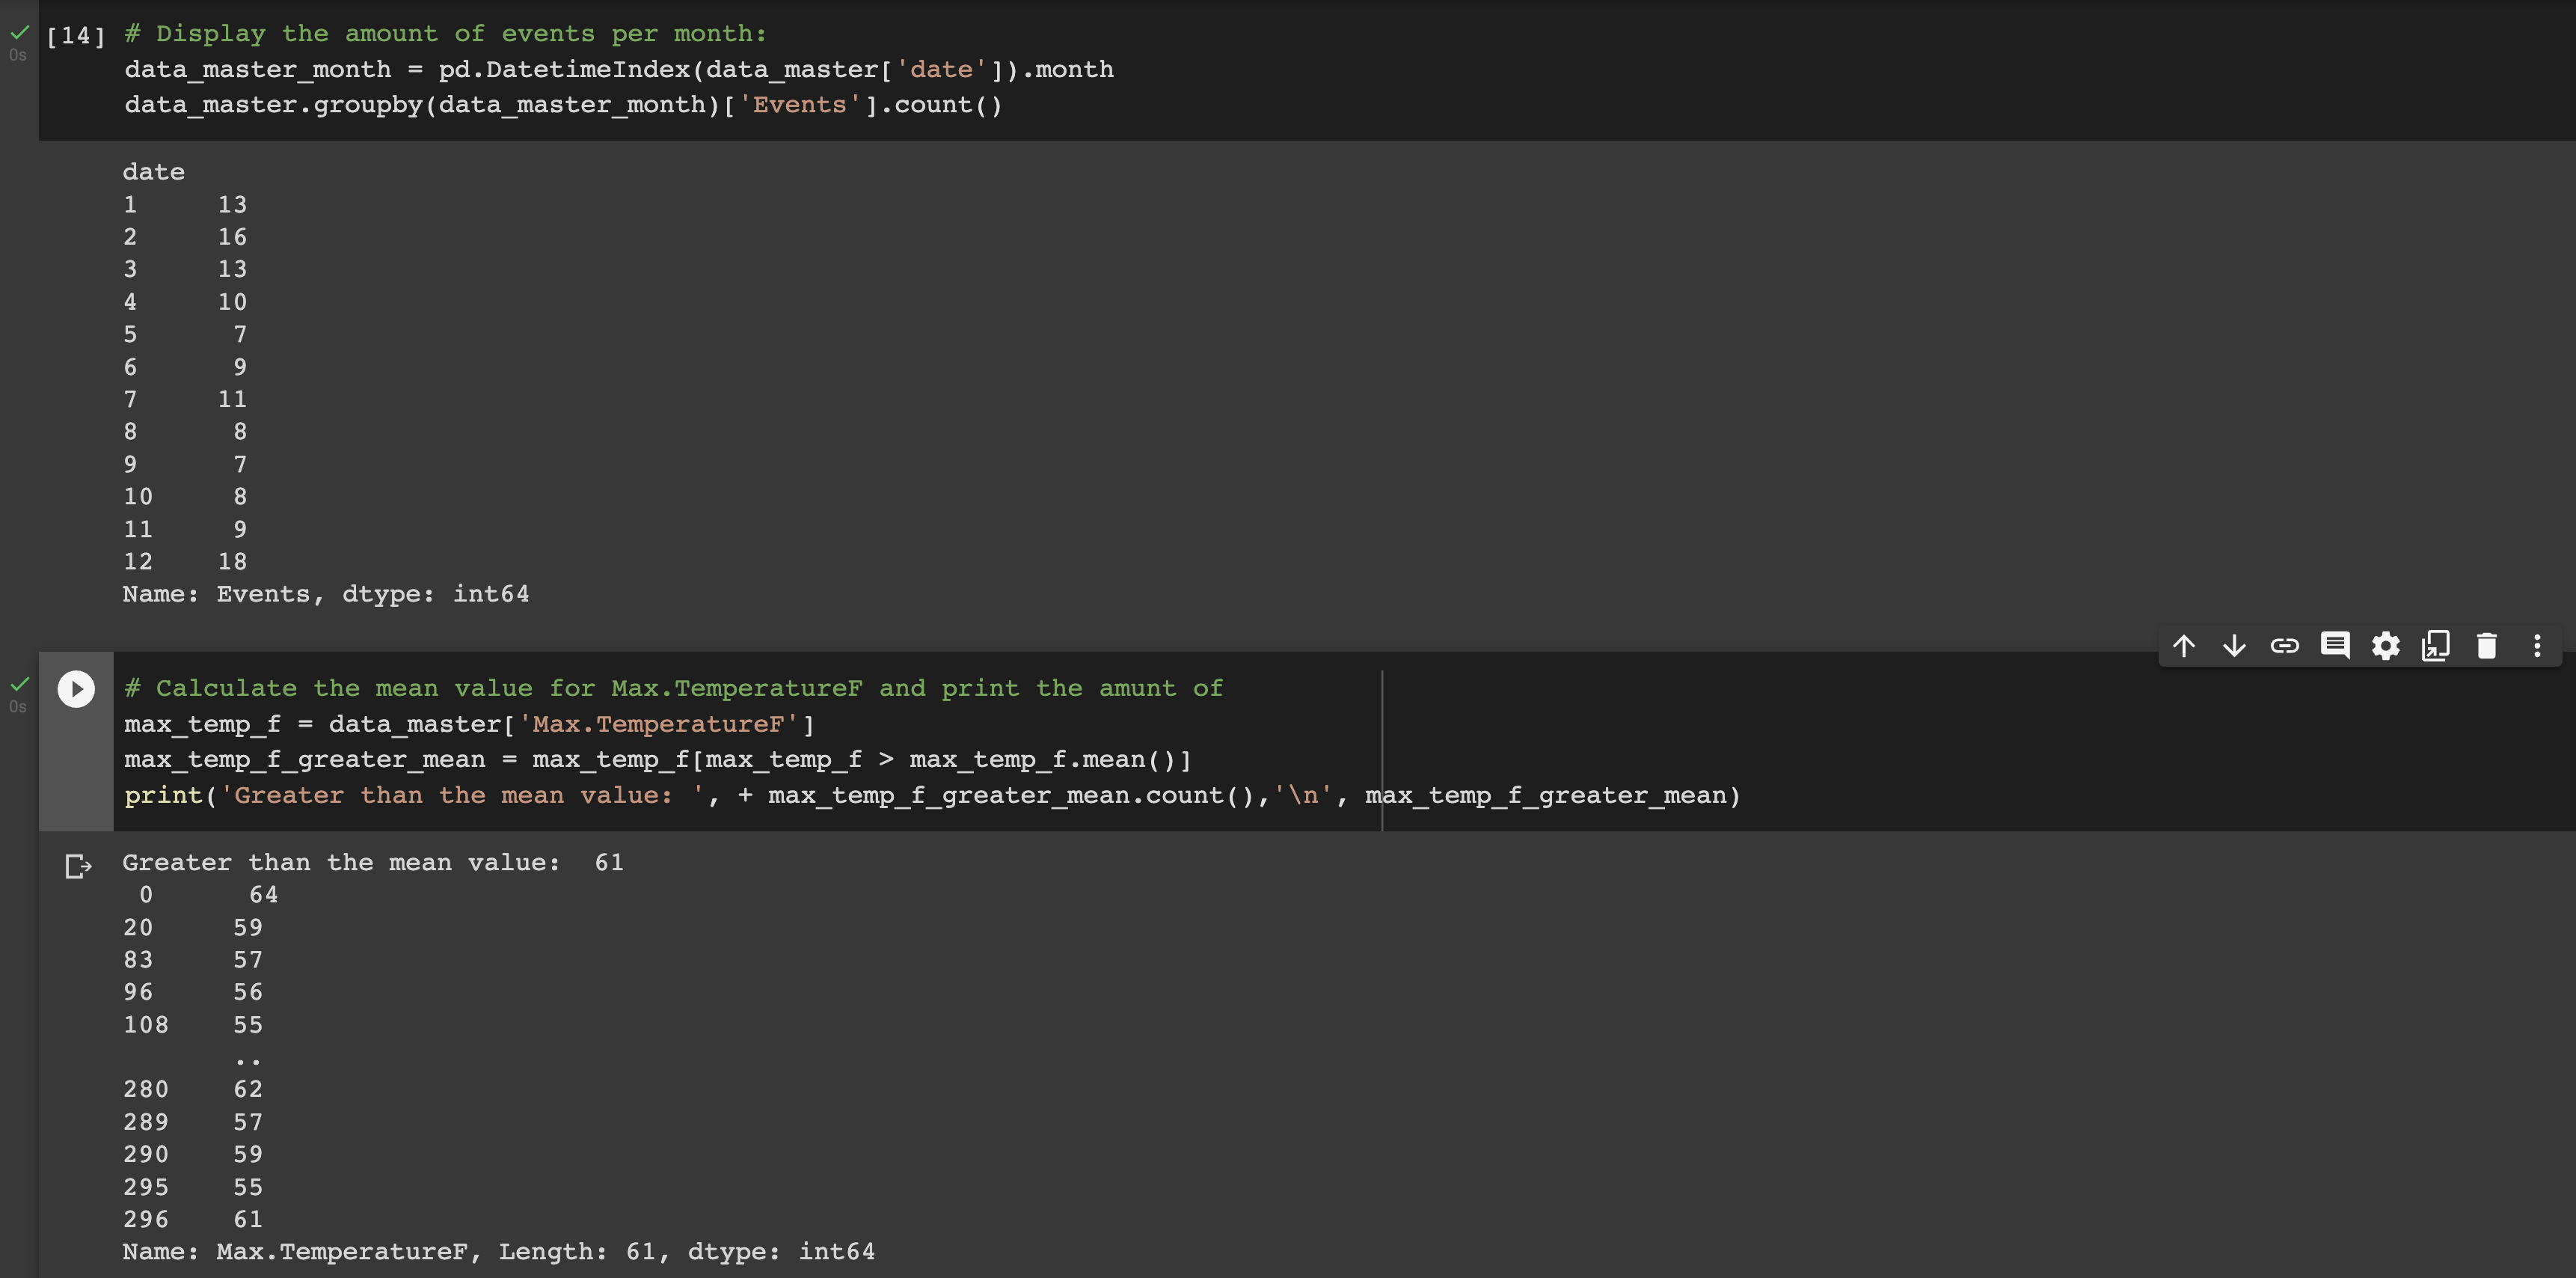 [14] # Display the amount of events per month:
0s
data_master_month = pd.DatetimeIndex(data_master['date']).month
data_master.groupby(data_master_month)['Events'].count()
date
1 13
2 16
3 13
4 10
5 7
6 9
7 11
8 8
9 7
10 8
11 9
12 18
Name: Events, dtype: int64
# Calculate the mean value for Max.TemperatureF and print the amunt of
0s
max_temp_f = data_master['Max.TemperatureF']
max_temp_f_greater_mean = max_temp_f[max_temp_f > max_temp_f.mean()]
print('Greater than the mean value: ', + max_temp_f_greater_mean.count(),'\n', max_temp_f_greater_mean)
Greater than the mean value:  61
0 64
20 59
83 57
96 56
108 55
..
280 62
289 57
290 59
295 55
296 61
Name: Max.TemperatureF, Length: 61, dtype: int64